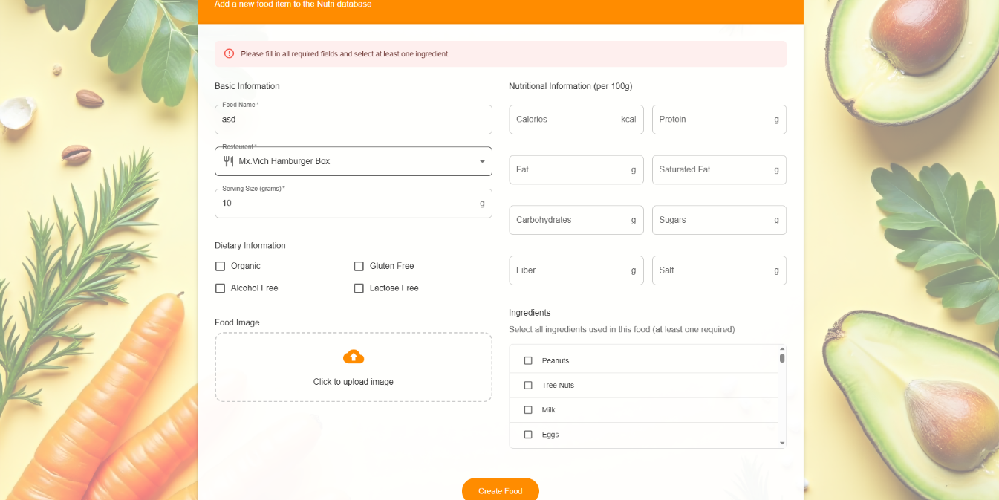 Add a new food item to the Nutri database
Please fill in all required fields and select at least one ingredient.
Basic Information
Food Name *
asd
Restaurant *
Mx.Vich Hamburger Box
Serving Size (grams) *
10 g
Dietary Information
Organic
Gluten Free
Alcohol Free
Lactose Free
Food Image
Click to upload image
Nutritional Information (per 100g)
Calories kcal
Protein g
Fat g
Saturated Fat g
Carbohydrates g
Sugars g
Fiber g
Salt g
Ingredients
Select all ingredients used in this food (at least one required)
Peanuts
Tree Nuts
Milk
Eggs
Create Food